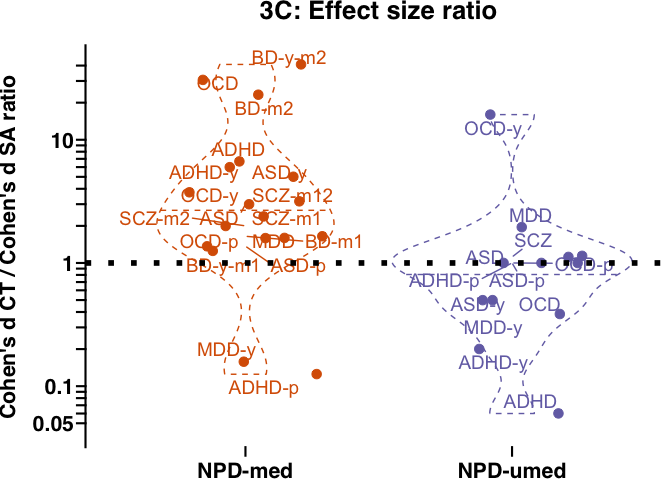 3C: Effect size ratio
Cohen's d CT / Cohen's d SA ratio
10
1
0.1
0.05
BD-y-m2
OCD
BD-m2
ADHD
ADHD-y ASD-y
OCD-y SCZ-m12
SCZ-m2 ASD SCZ-m1
OCD-p MDD BD-m1
BD-y-m1 ASD-p
MDD-y
ADHD-p
OCD-y
MDD
SCZ
ASD OCD-p
ADHD-p ASD-p
ASD-y OCD
MDD-y
ADHD-y
ADHD
NPD-med NPD-umed